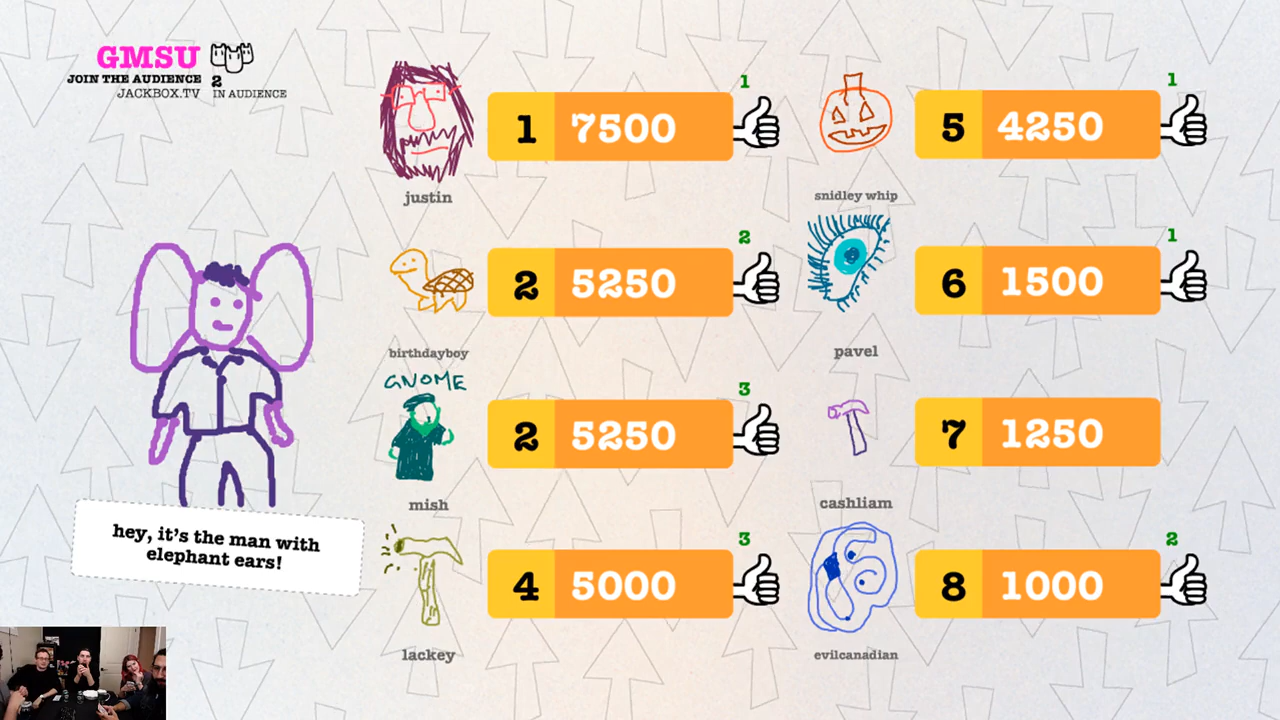 GMSU
JOIN THE AUDIENCE
JACKBOX.TV
2
IN AUDIENCE
hey, it's the man with
elephant ears!
1 7500
1
justin
2 5250
2
birthdayboy
GNOME
2 5250
3
mish
4 5000
3
lackey
5 4250
1
snidley whip
6 1500
1
pavel
7 1250
cashliam
8 1000
2
evilcanadian